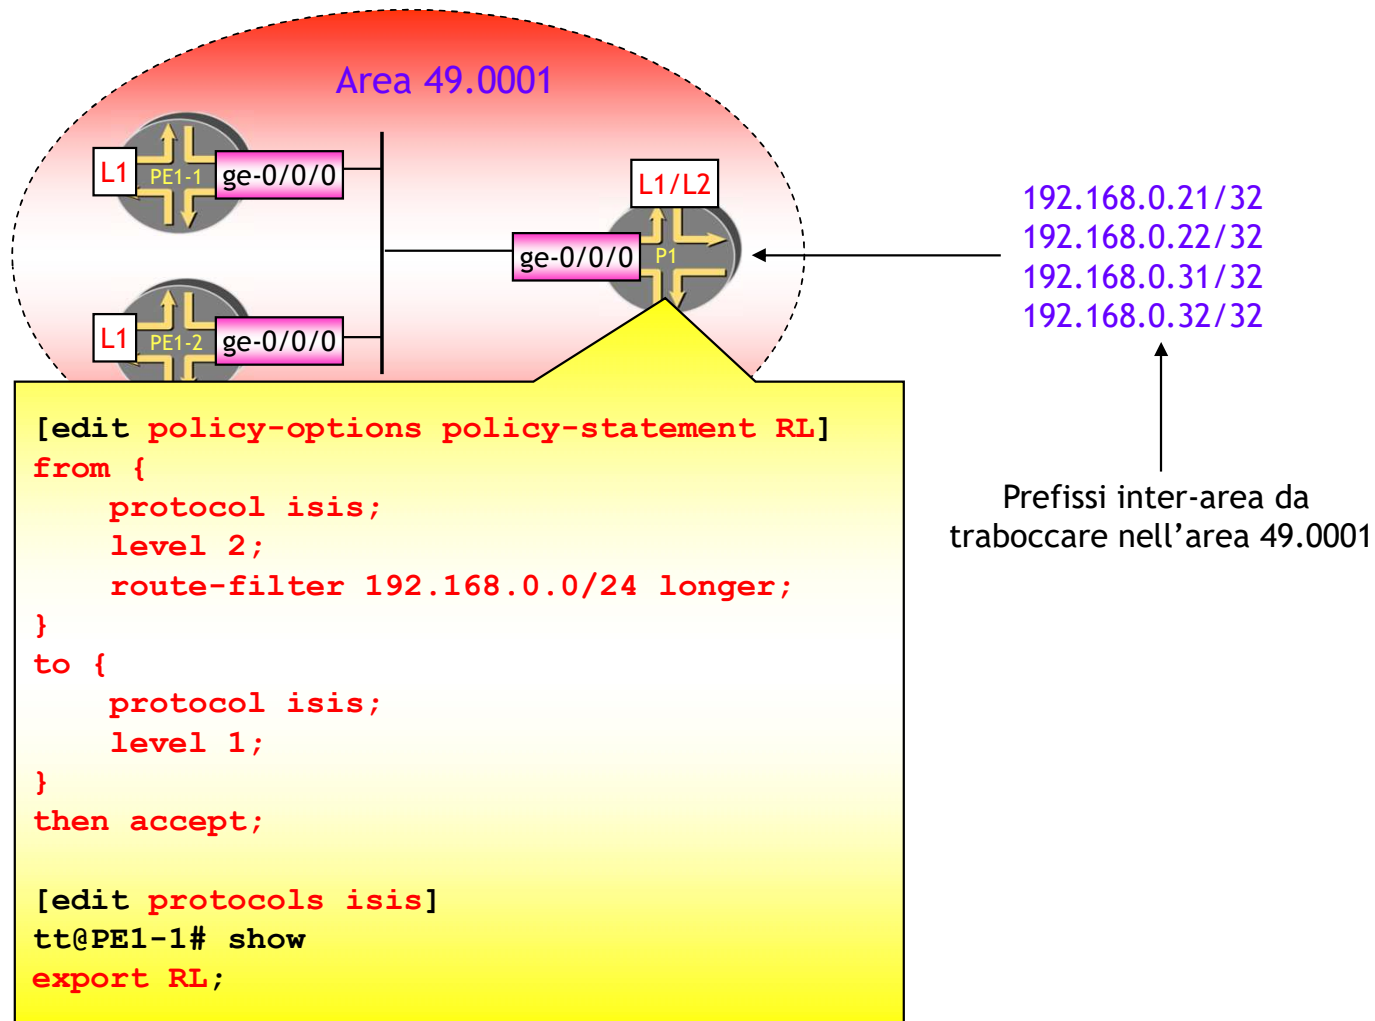 Area 49.0001
L1
PE1-1
ge-0/0/0
L1/L2
ge-0/0/0
P1
L1
PE1-2
ge-0/0/0
192.168.0.21/32
192.168.0.22/32
192.168.0.31/32
192.168.0.32/32
Prefissi inter-area da
traboccare nell’area 49.0001
[edit policy-options policy-statement RL]
from {
    protocol isis;
    level 2;
    route-filter 192.168.0.0/24 longer;
}
to {
    protocol isis;
    level 1;
}
then accept;
[edit protocols isis]
tt@PE1-1# show
export RL;